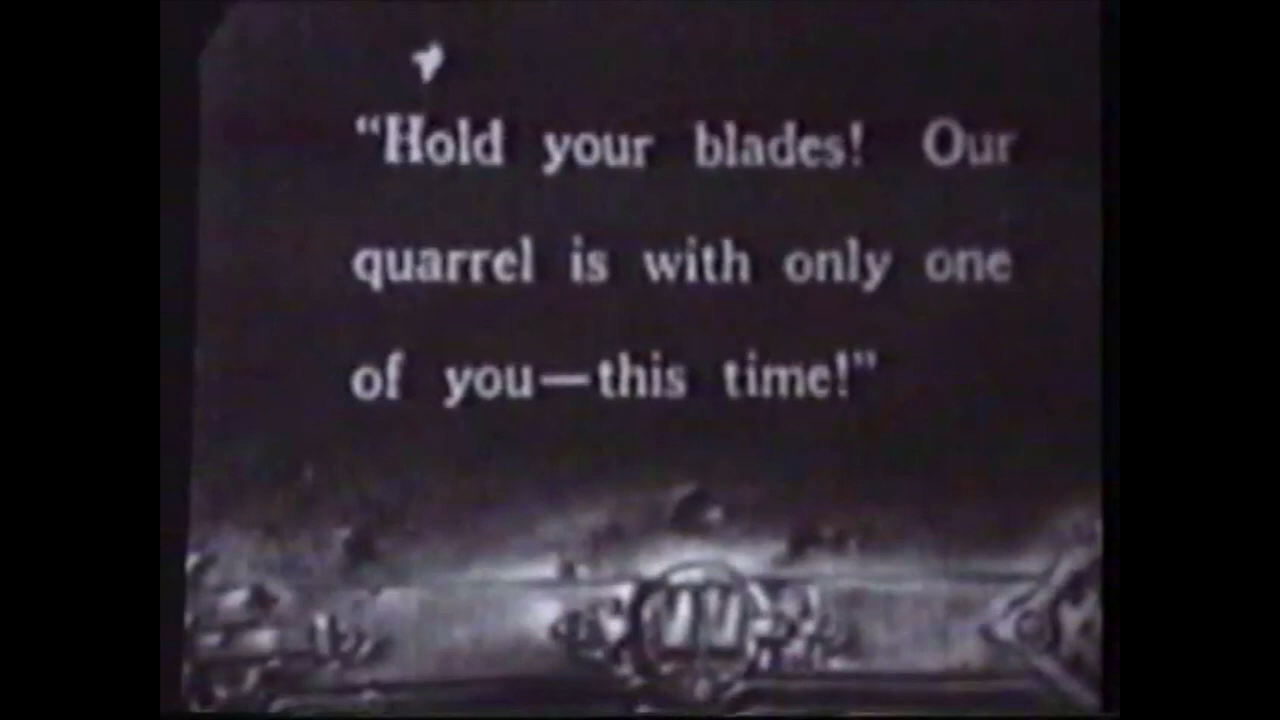 “Hold your blades! Our
quarrel is with only one
of you—this time!”